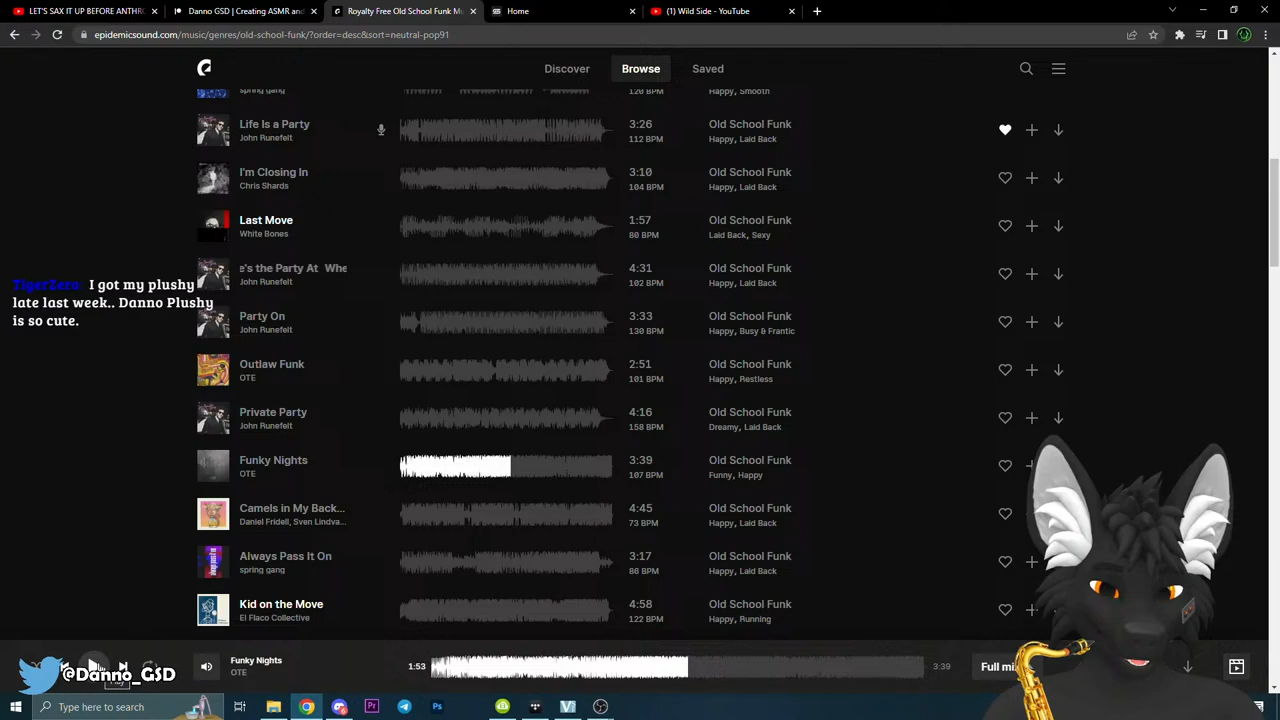 LET'S SAX IT UP BEFORE ANTHR
Danno GSD | Creating ASMR and
Royalty Free Old School Funk Mu
Home
(1) Wild Side - YouTube
epidemicsound.com/music/genres/old-school-funk/?order=desc&sort=neutral-pop91
Discover
Browse
Saved
spring gang
120 BPM
Happy, Smooth
Life Is a Party
3:26
Old School Funk
John Runefelt
112 BPM
Happy, Laid Back
I'm Closing In
3:10
Old School Funk
Chris Shards
104 BPM
Happy, Laid Back
Last Move
1:57
Old School Funk
White Bones
80 BPM
Laid Back, Sexy
e's the Party At Whe
4:31
Old School Funk
John Runefelt
102 BPM
Happy, Laid Back
TigerZero I got my plushy
late last week.. Danno Plushy
is so cute.
Party On
3:33
Old School Funk
John Runefelt
130 BPM
Happy, Busy & Frantic
Outlaw Funk
2:51
Old School Funk
OTE
101 BPM
Happy, Restless
Private Party
4:16
Old School Funk
John Runefelt
158 BPM
Dreamy, Laid Back
Funky Nights
3:39
Old School Funk
OTE
107 BPM
Funny, Happy
Camels in My Back...
4:45
Old School Funk
Daniel Fridell, Sven Lindva...
73 BPM
Happy, Laid Back
Always Pass It On
3:17
Old School Funk
spring gang
86 BPM
Happy, Laid Back
Kid on the Move
4:58
Old School Funk
El Flaco Collective
122 BPM
Happy, Running
@Danno_GSD
Funky Nights
OTE
1:53
3:39
Full mi
Type here to search